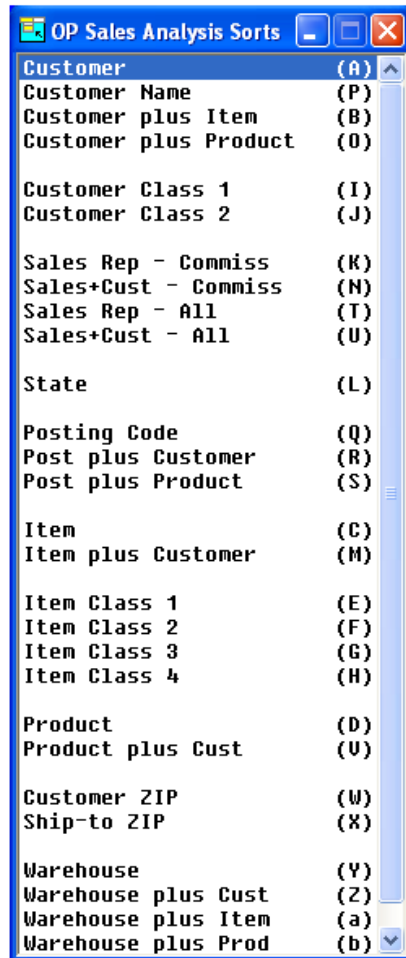 OP Sales Analysis Sorts
Customer (A)
Customer Name (P)
Customer plus Item (B)
Customer plus Product (O)
Customer Class 1 (I)
Customer Class 2 (J)
Sales Rep - Commiss (K)
Sales+Cust - Commiss (N)
Sales Rep - All (T)
Sales+Cust - All (U)
State (L)
Posting Code (Q)
Post plus Customer (R)
Post plus Product (S)
Item (C)
Item plus Customer (M)
Item Class 1 (E)
Item Class 2 (F)
Item Class 3 (G)
Item Class 4 (H)
Product (D)
Product plus Cust (V)
Customer ZIP (W)
Ship-to ZIP (X)
Warehouse (Y)
Warehouse plus Cust (Z)
Warehouse plus Item (a)
Warehouse plus Prod (b)